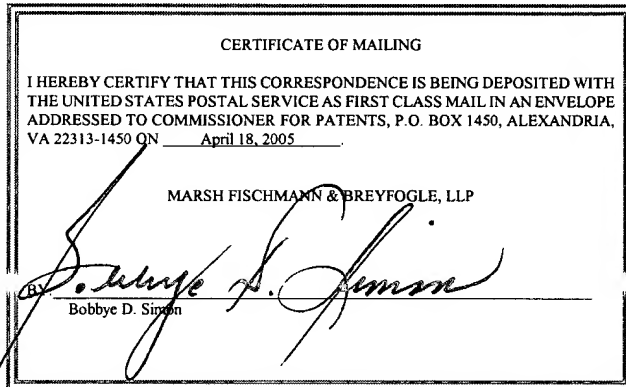 CERTIFICATE OF MAILING
I HEREBY CERTIFY THAT THIS CORRESPONDENCE IS BEING DEPOSITED WITH
THE UNITED STATES POSTAL SERVICE AS FIRST CLASS MAIL IN AN ENVELOPE
ADDRESSED TO COMMISSIONER FOR PATENTS, P.O. BOX 1450, ALEXANDRIA,
VA 22313-1450 ON April 18, 2005.
MARSH FISCHMANN & BREYFOGLE, LLP
BY
Bobbye D. Simon